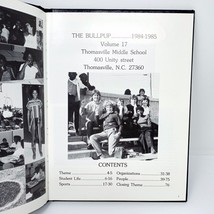 THE BULLPUP.........1984-1985
Volume 17
Thomasville Middle School
400 Unity street
Thomasville, N.C. 27360
CONTENTS
Theme 4-5 Organizations 31-38
Student Life 6-16 People 39-75
Sports 17-30 Closing Theme 76